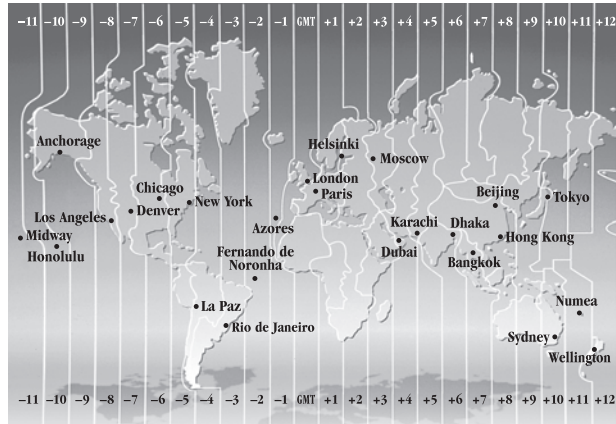 −11 −10 −9 −8 −7 −6 −5 −4 −3 −2 −1 GMT +1 +2 +3 +4 +5 +6 +7 +8 +9 +10 +11 +12
Anchorage
Helsinki
Moscow
London
Paris
Chicago
New York
Denver
Los Angeles
Beijing
Tokyo
Azores
Karachi
Dhaka
Midway
Honolulu
Hong Kong
Dubai
Bangkok
Fernando de
Noronha
La Paz
Numea
Rio de Janeiro
Sydney
Wellington
−11 −10 −9 −8 −7 −6 −5 −4 −3 −2 −1 GMT +1 +2 +3 +4 +5 +6 +7 +8 +9 +10 +11 +12